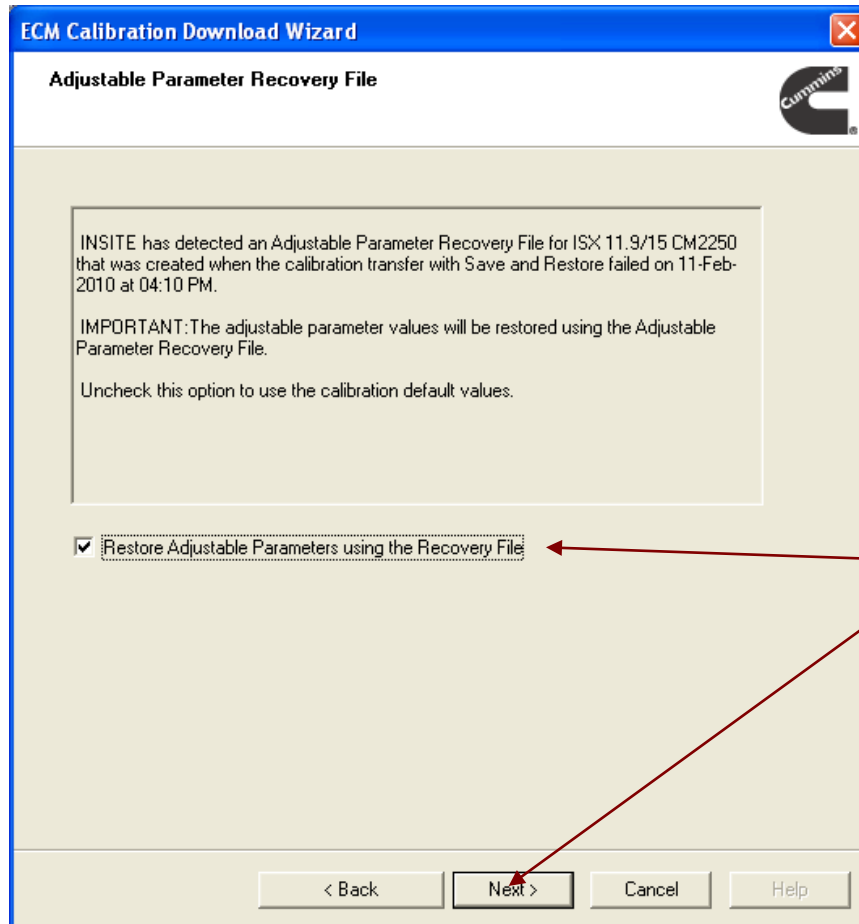 ECM Calibration Download Wizard
Adjustable Parameter Recovery File
Cummins
INSITE has detected an Adjustable Parameter Recovery File for ISX 11.9/15 CM2250
that was created when the calibration transfer with Save and Restore failed on 11-Feb-
2010 at 04:10 PM.
IMPORTANT:The adjustable parameter values will be restored using the Adjustable
Parameter Recovery File.
Uncheck this option to use the calibration default values.
Restore Adjustable Parameters using the Recovery File
< Back Next > Cancel Help